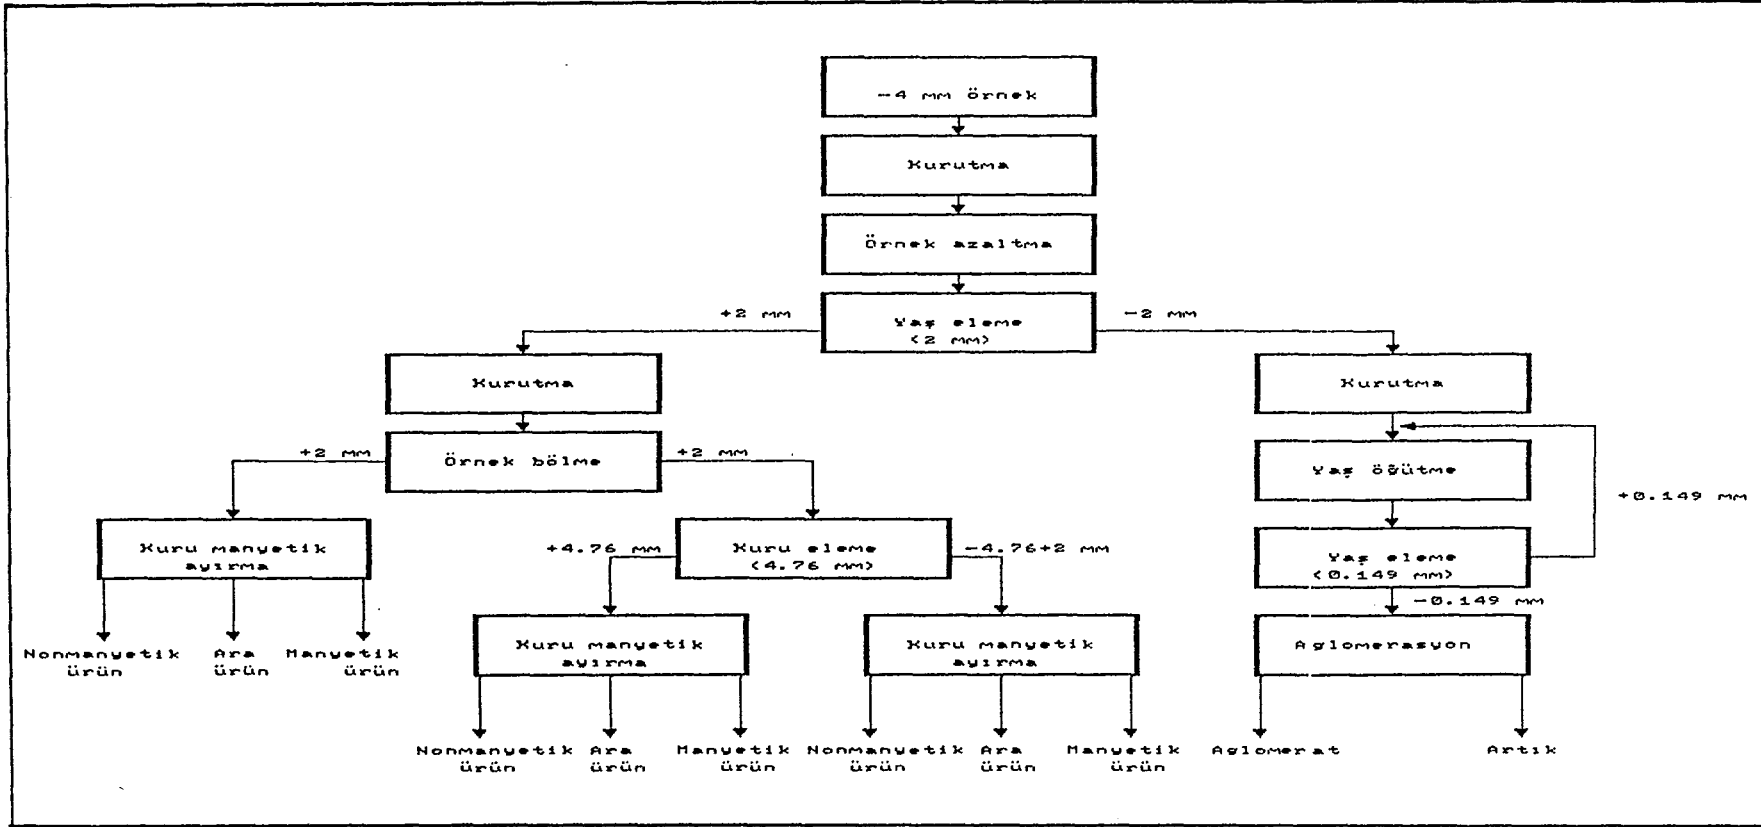 -4 mm örnek
Kurutma
Örnek azaltma
+2 mm
Yaş eleme
(2 mm)
-2 mm
Kurutma
Kurutma
+2 mm
Örnek bölme
+2 mm
Yaş öğütme
+0.149 mm
Kuru manyetik
ayırma
+4.76 mm
Kuru eleme
(4.76 mm)
-4.76+2 mm
Yaş eleme
(0.149 mm)
-0.149 mm
Nonmanyetik
ürün
Ara
ürün
Manyetik
ürün
Kuru manyetik
ayırma
Kuru manyetik
ayırma
Aglomerasyon
Nonmanyetik
ürün
Ara
ürün
Manyetik
ürün
Nonmanyetik
ürün
Ara
ürün
Manyetik
ürün
Aglomerat
Artık